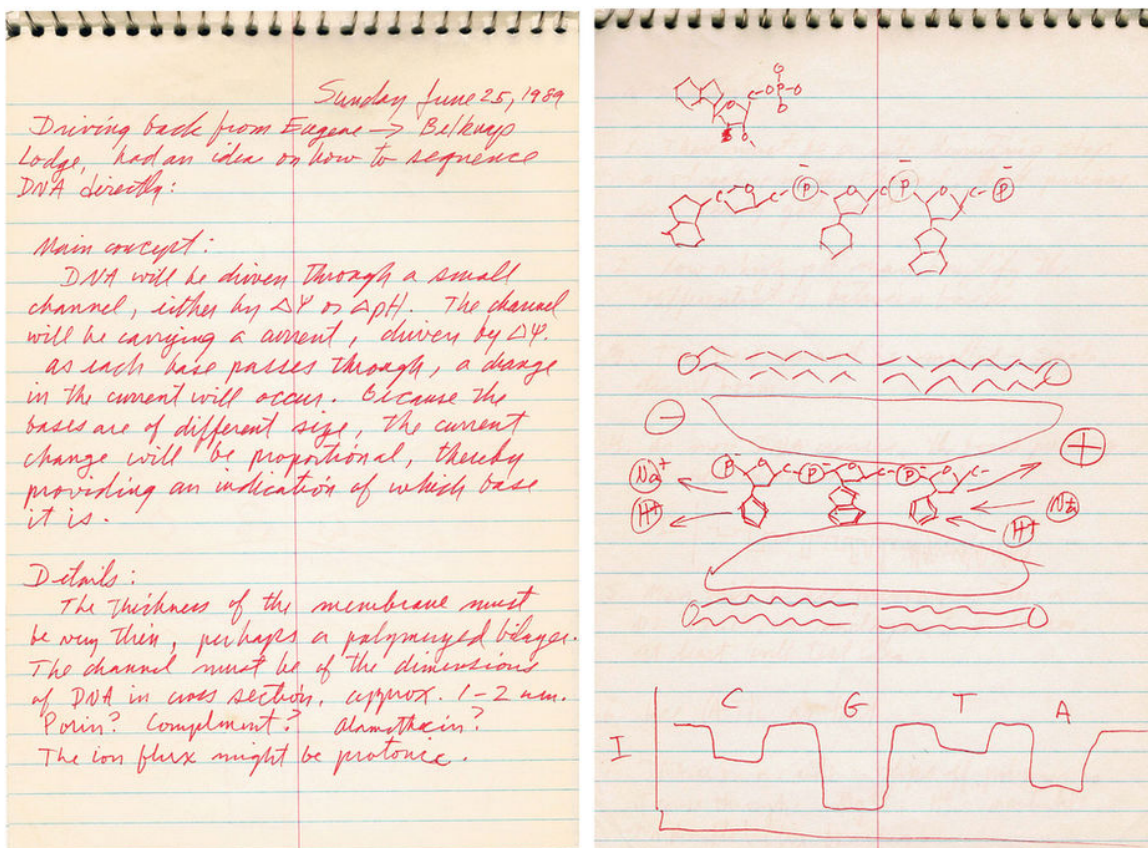 Sunday June 25, 1989
Driving back from Eugene → Belknap
Lodge, had an idea on how to sequence
DNA directly:
Main concept:
DNA will be driven through a small
channel, either by ΔΨ or ΔpH. The channel
will be carrying a current, driven by ΔΨ.
as each base passes through, a change
in the current will occur. Because the
bases are of different size, the current
change will be proportional, thereby
providing an indication of which base
it is.
Details:
The thickness of the membrane must
be very thin, perhaps a polymerized bilayer.
The channel must be of the dimensions
of DNA in cross section, approx. 1-2 nm.
Porin? Complement? Alamethicin?
The ion flux might be protonic.
O
C-OP-O
O
O
O
C O C- P⁻ O C P⁻ O C- P⁻
−
+
Na⁺ P⁻ O C-P⁻ O C-P⁻ O C-
H⁺ Na⁺
H⁺
C G T A
I